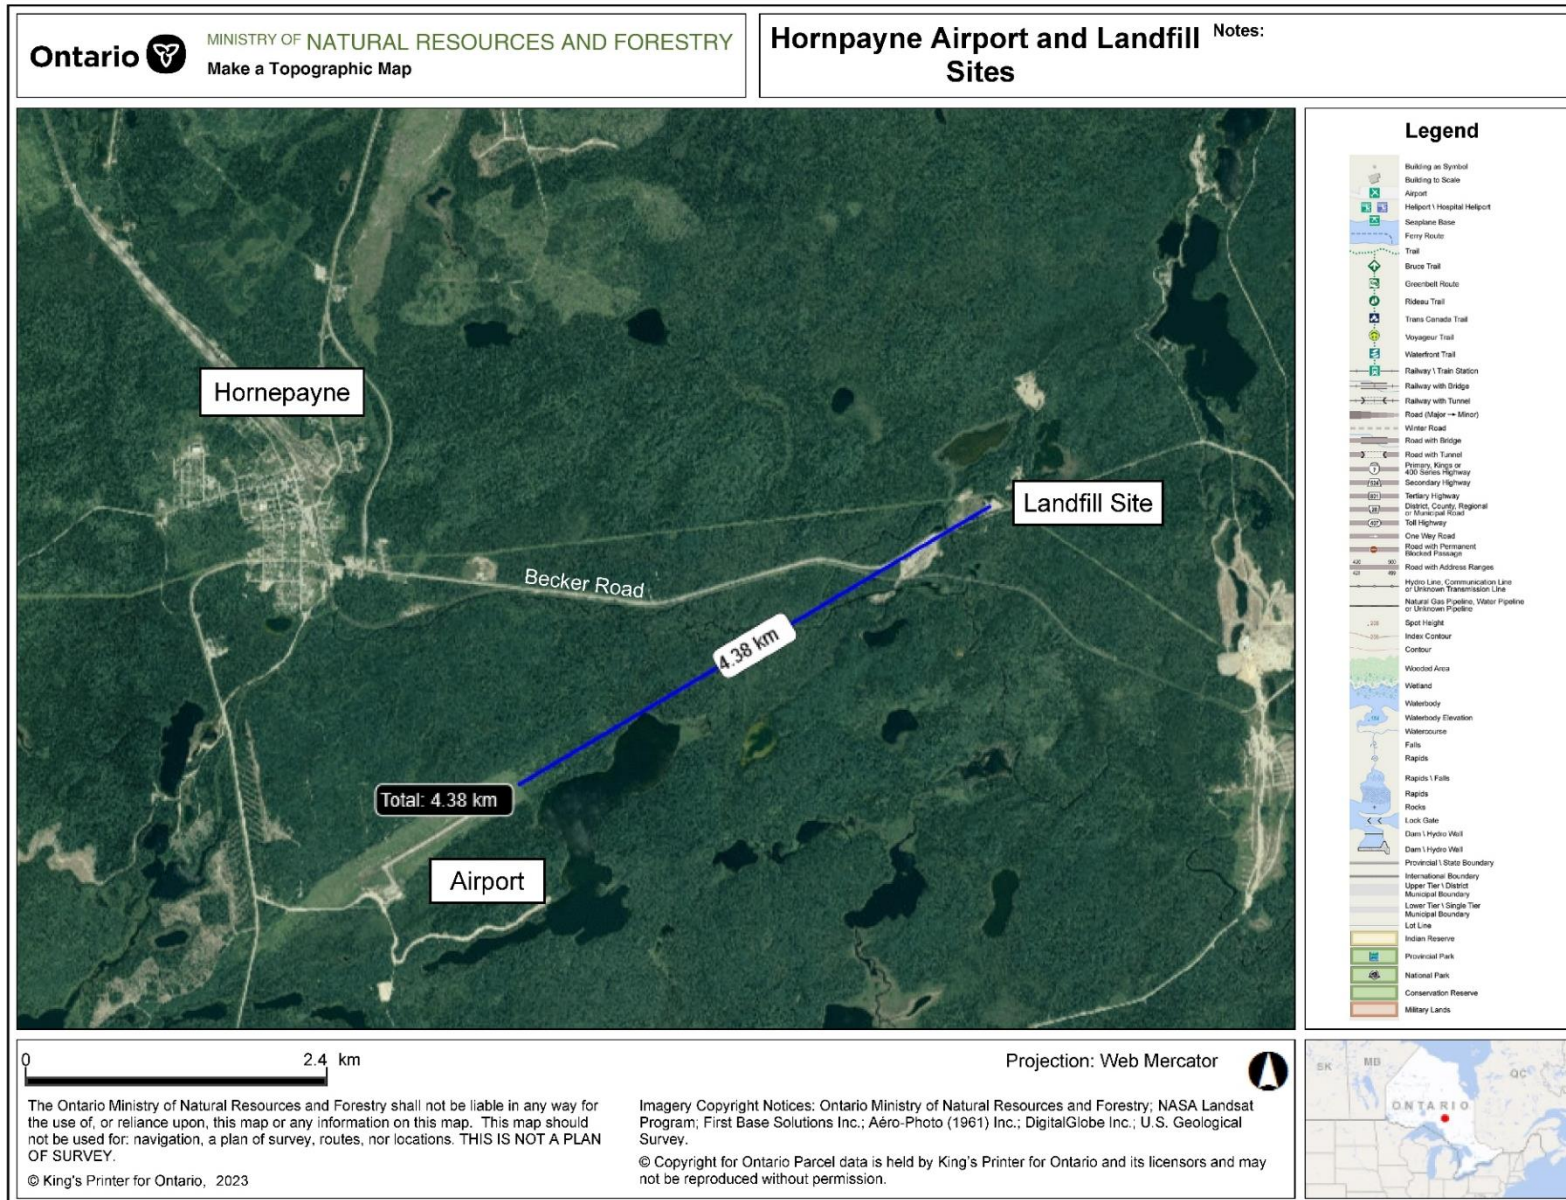 Ontario
MINISTRY OF NATURAL RESOURCES AND FORESTRY
Make a Topographic Map
Hornpayne Airport and Landfill
Sites
Notes:
Hornepayne
Landfill Site
Becker Road
4.38 km
Total: 4.38 km
Airport
Legend
Building as Symbol
Building to Scale
Airport
Heliport \ Hospital Heliport
Seaplane Base
Ferry Route
Trail
Bruce Trail
Greenbelt Route
Rideau Trail
Trans Canada Trail
Voyageur Trail
Waterfront Trail
Railway \ Train Station
Railway with Bridge
Railway with Tunnel
Road (Major → Minor)
Winter Road
Road with Bridge
Road with Tunnel
Primary, Kings or
400 Series Highway
Secondary Highway
Tertiary Highway
District, County, Regional
or Municipal Road
Toll Highway
One Way Road
Road with Permanent
Blocked Passage
Road with Address Ranges
Hydro Line, Communication Line
or Unknown Transmission Line
Natural Gas Pipeline, Water Pipeline
or Unknown Pipeline
Spot Height
Index Contour
Contour
Wooded Area
Wetland
Waterbody
Waterbody Elevation
Watercourse
Falls
Rapids
Rapids \ Falls
Rapids
Rocks
Lock Gate
Dam \ Hydro Wall
Dam \ Hydro Wall
Provincial \ State Boundary
International Boundary
Upper Tier \ District
Municipal Boundary
Lower Tier \ Single Tier
Municipal Boundary
Lot Line
Indian Reserve
Provincial Park
National Park
Conservation Reserve
Military Lands
0 2.4 km
Projection: Web Mercator
The Ontario Ministry of Natural Resources and Forestry shall not be liable in any way for
the use of, or reliance upon, this map or any information on this map. This map should
not be used for: navigation, a plan of survey, routes, nor locations. THIS IS NOT A PLAN
OF SURVEY.
© King's Printer for Ontario, 2023
Imagery Copyright Notices: Ontario Ministry of Natural Resources and Forestry; NASA Landsat
Program; First Base Solutions Inc.; Aéro-Photo (1961) Inc.; DigitalGlobe Inc.; U.S. Geological
Survey.
© Copyright for Ontario Parcel data is held by King's Printer for Ontario and its licensors and may
not be reproduced without permission.
SK MB QC
ONTARIO